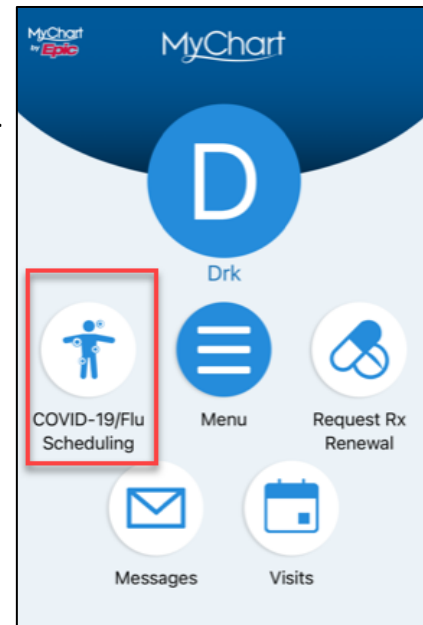 MyChart
by Epic
MyChart
D
Drk
COVID-19/Flu
Scheduling
Menu
Request Rx
Renewal
Messages
Visits